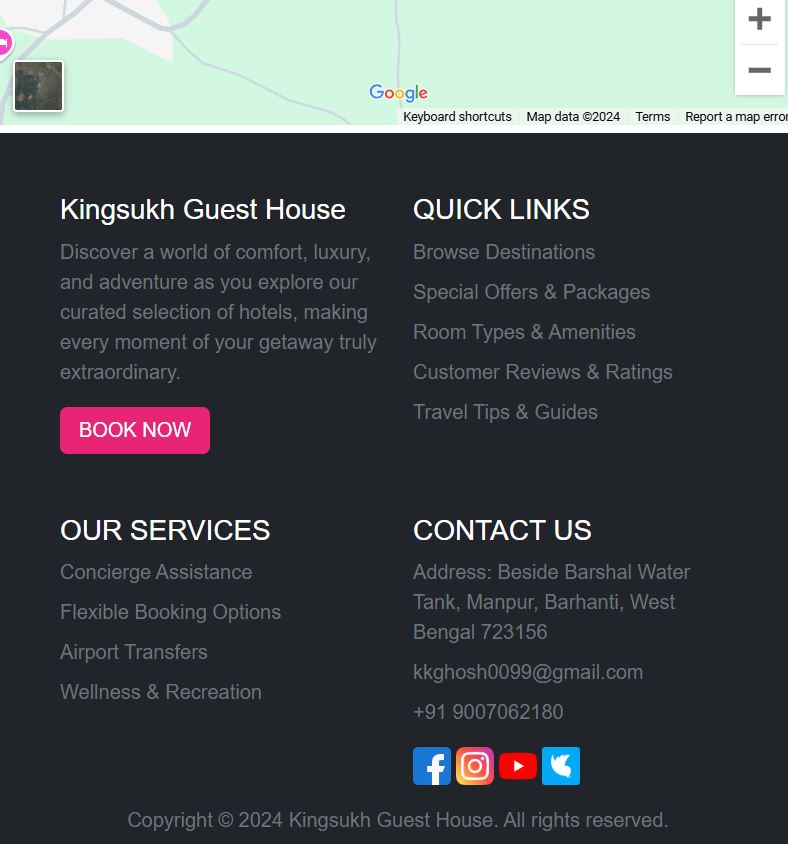 Google
Keyboard shortcuts Map data ©2024 Terms Report a map error
Kingsukh Guest House
Discover a world of comfort, luxury,
and adventure as you explore our
curated selection of hotels, making
every moment of your getaway truly
extraordinary.
BOOK NOW
QUICK LINKS
Browse Destinations
Special Offers & Packages
Room Types & Amenities
Customer Reviews & Ratings
Travel Tips & Guides
OUR SERVICES
Concierge Assistance
Flexible Booking Options
Airport Transfers
Wellness & Recreation
CONTACT US
Address: Beside Barshal Water
Tank, Manpur, Barhanti, West
Bengal 723156
kkghosh0099@gmail.com
+91 9007062180
Copyright © 2024 Kingsukh Guest House. All rights reserved.